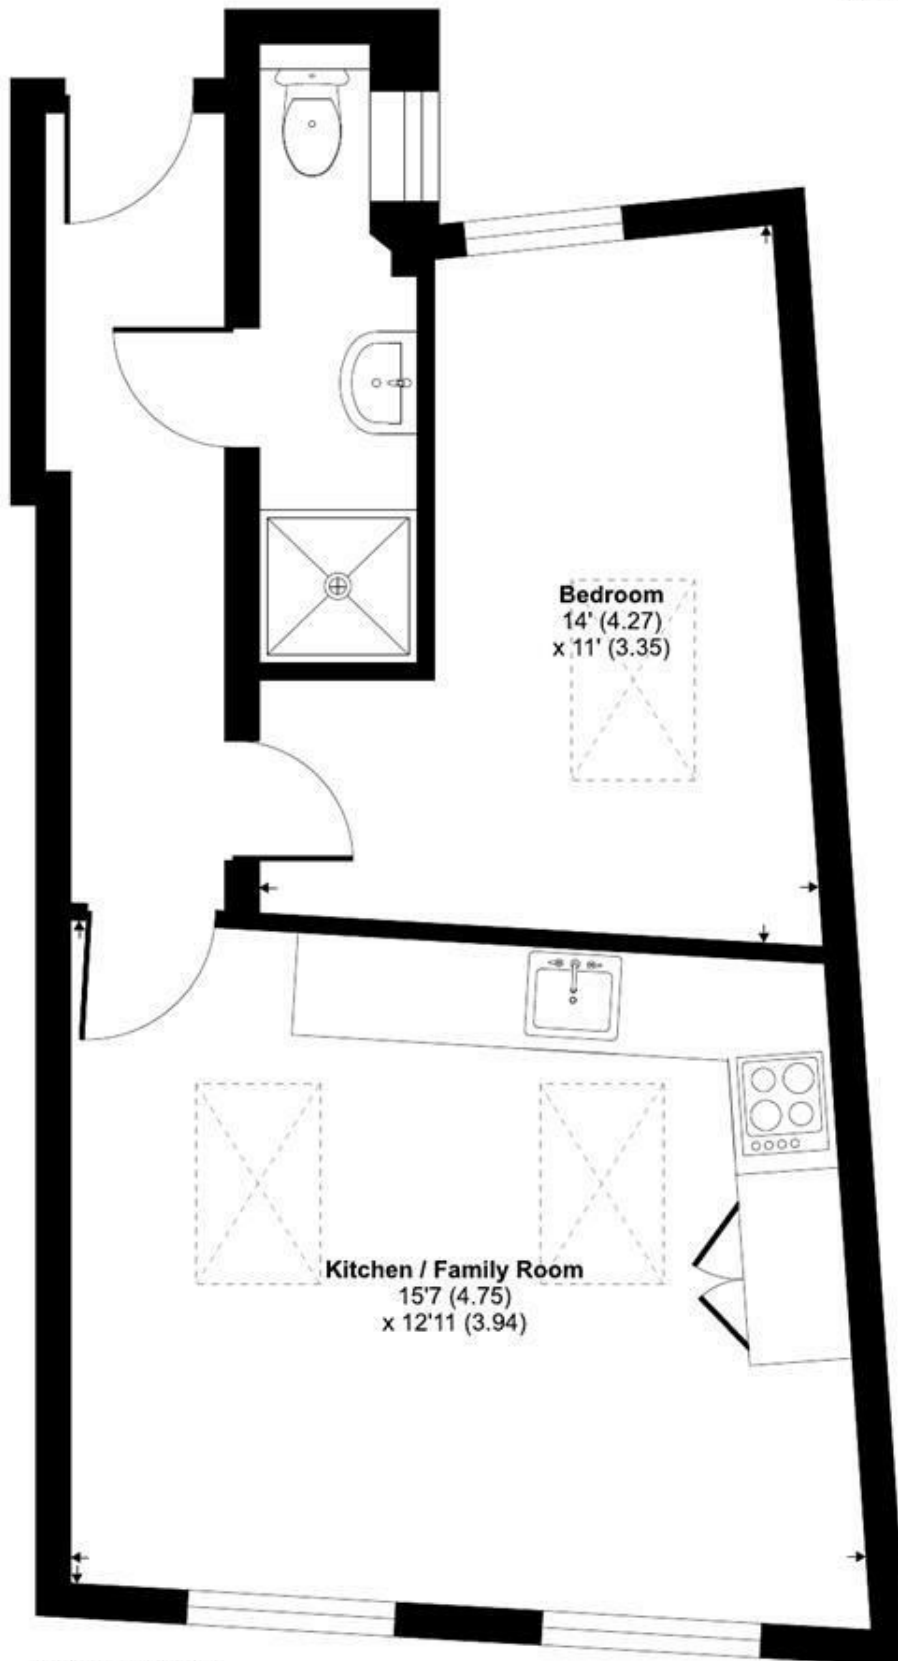 Bedroom
14' (4.27)
x 11' (3.35)
Kitchen / Family Room
15'7 (4.75)
x 12'11 (3.94)